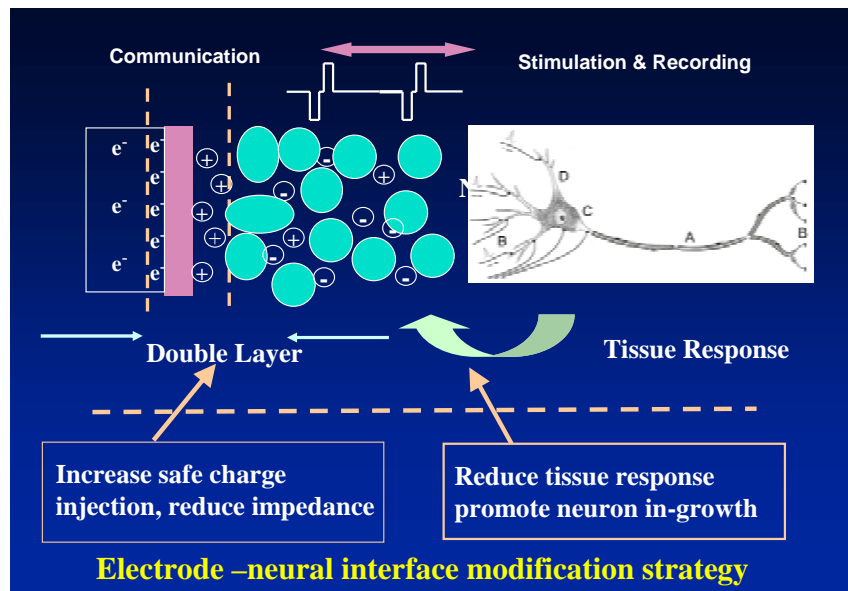 Communication
Stimulation & Recording
e-
e-
e-
e-
e-
e-
e-
e-
+
+
+
+
+
+
+
-
-
-
-
-
-
-
N
D
C
A
B
B
Double Layer
Tissue Response
Increase safe charge
injection, reduce impedance
Reduce tissue response
promote neuron in-growth
Electrode –neural interface modification strategy